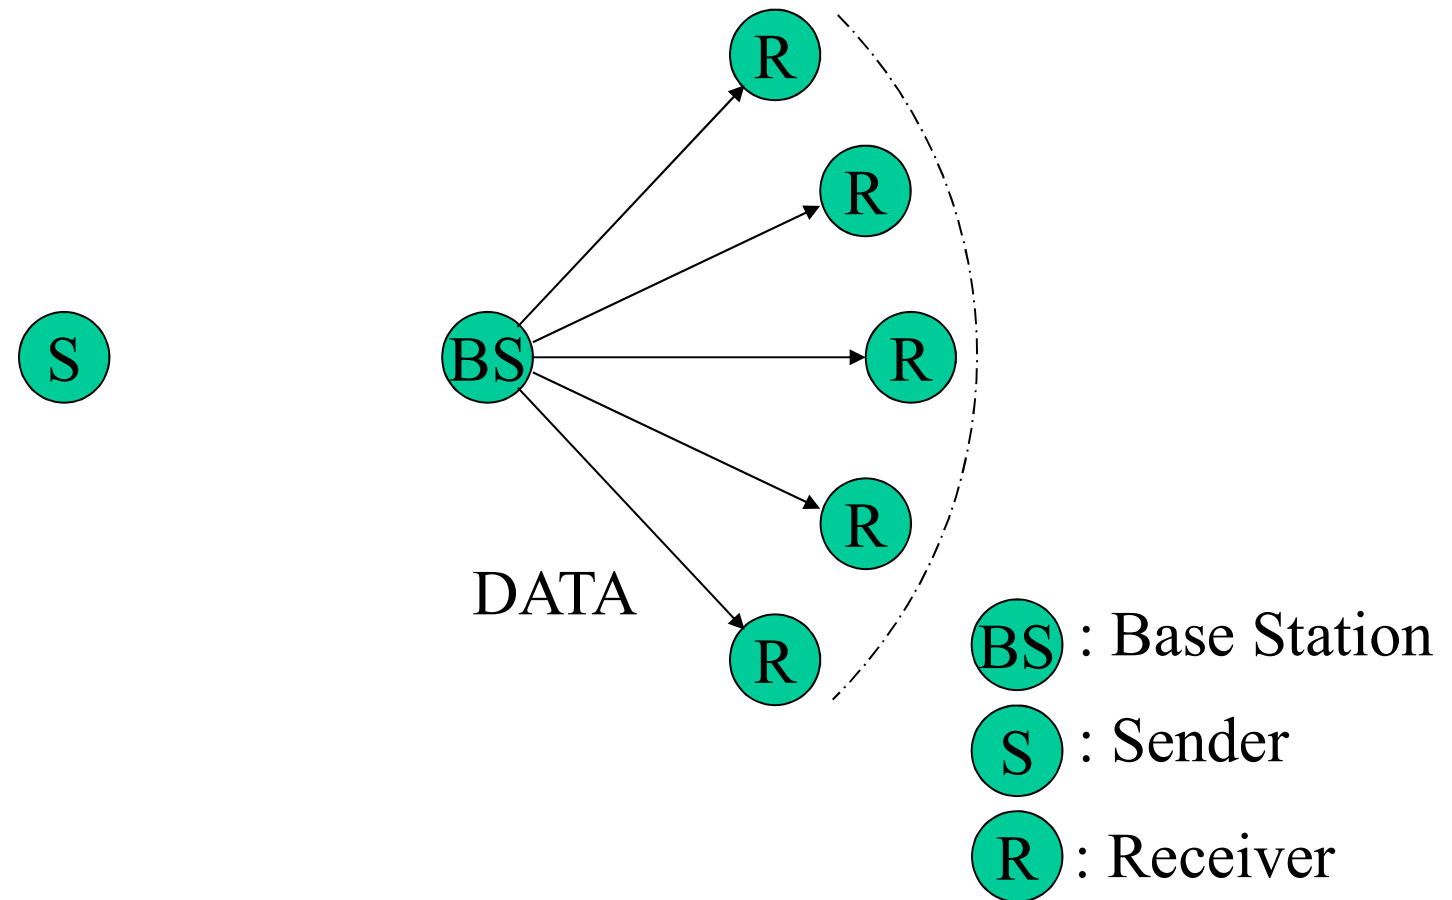 R
R
S
BS
R
R
DATA
R
BS : Base Station
S : Sender
R : Receiver